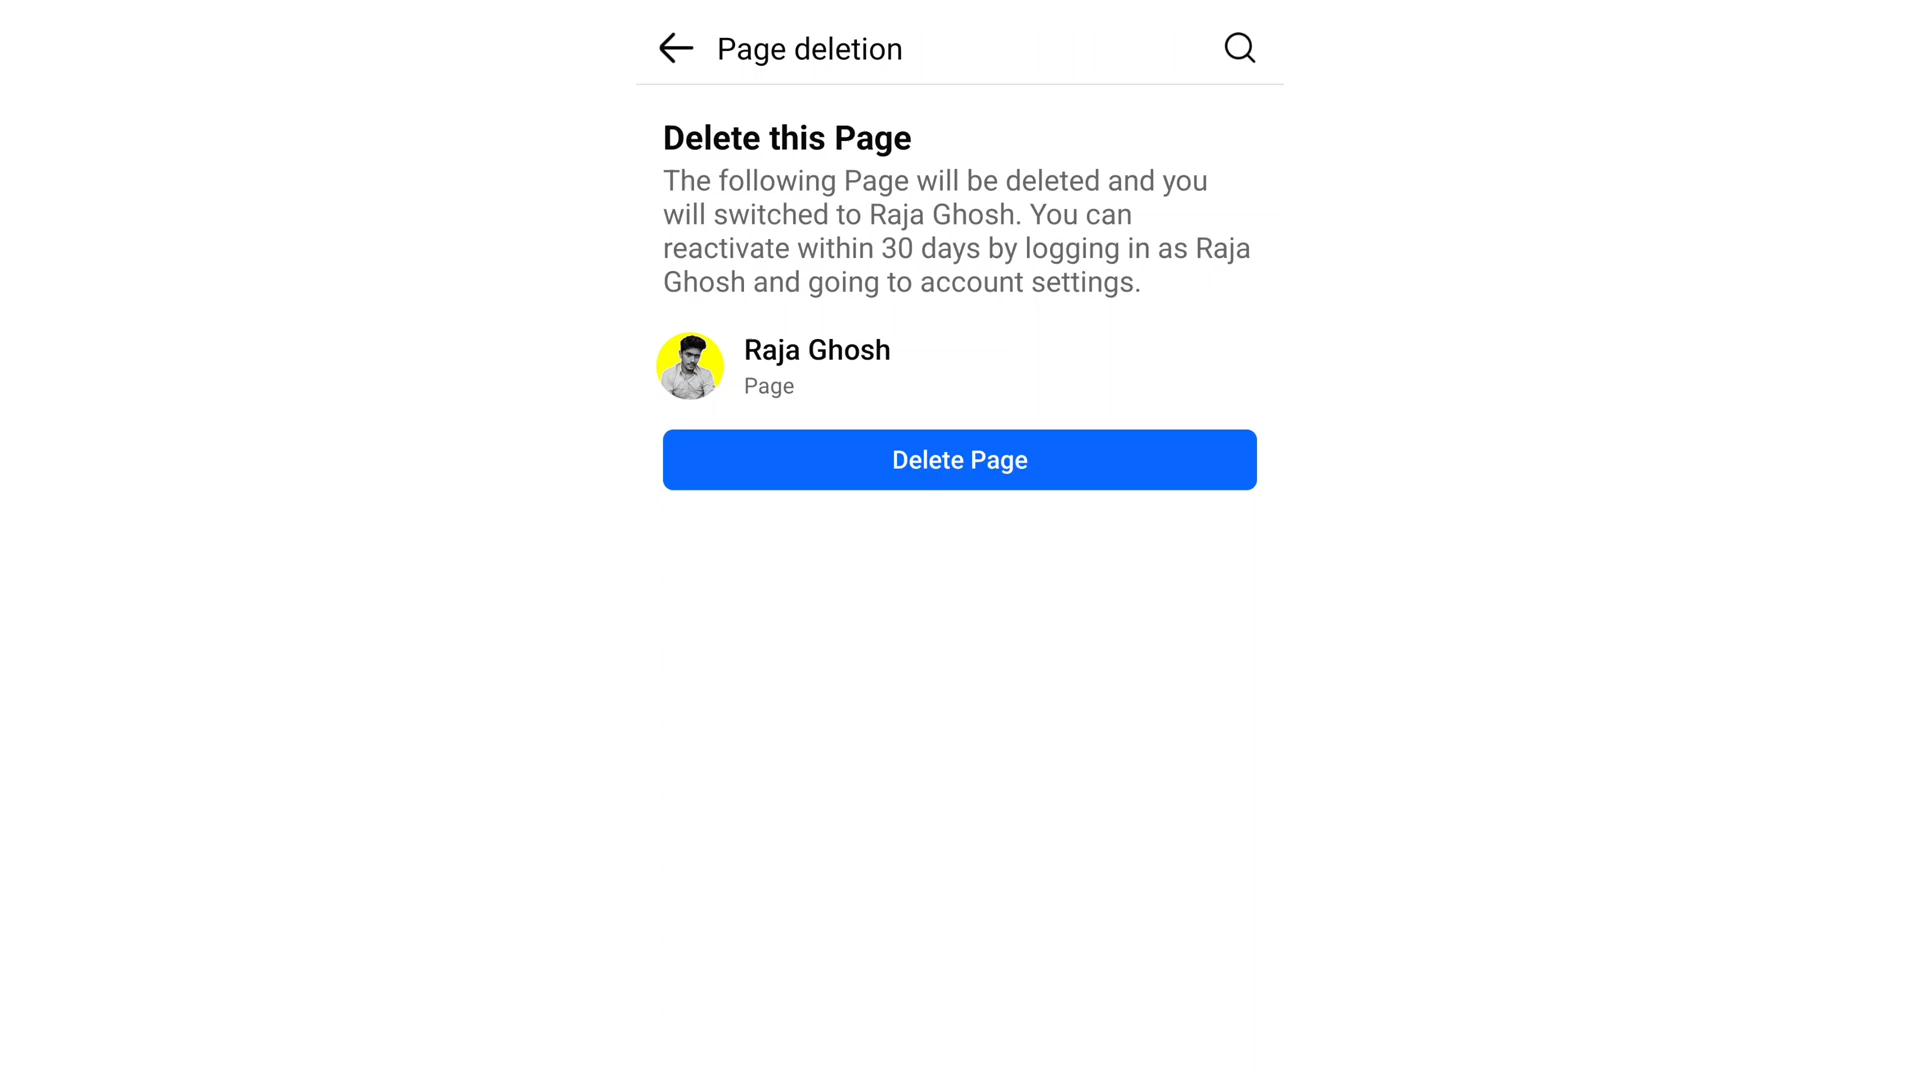 Page deletion
Delete this Page
The following Page will be deleted and you
will switched to Raja Ghosh. You can
reactivate within 30 days by logging in as Raja
Ghosh and going to account settings.
Raja Ghosh
Page
Delete Page